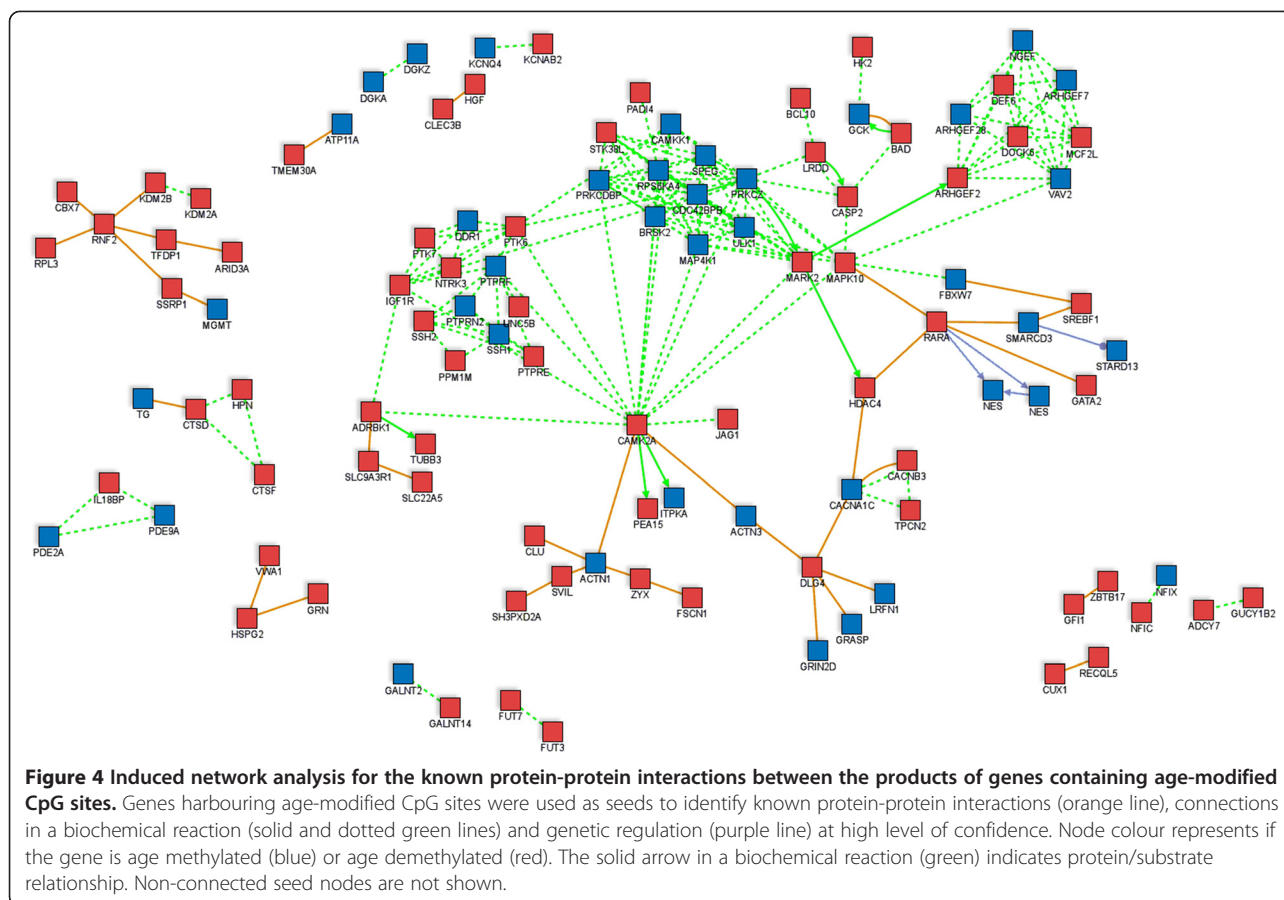 NGEF
DGKZ
KCNQ4
KCNAB2
HK2
DGKA
HGF
CLEC3B
PADI4
BCL10
GCK
BAD
DEF6
ARHGEF7
ARHGEF28
ATP11A
TMEM30A
STK38L
CAMKK1
SPEG
LRDD
DOCK6
MCF2L
PRKCDBP
RPS6KA4
PRKCZ
CDC42BPB
CASP2
ARHGEF2
VAV2
CBX7
KDM2B
KDM2A
RNF2
RPL3
TFDP1
ARID3A
BRSK2
ULK1
MAP4K1
DDR1
PTK6
PTK7
NTRK3
PTPRF
MARK2
MAPK10
SSRP1
MGMT
IGF1R
PTPRN2
UNC5B
FBXW7
SREBF1
SSH2
SSH1
RARA
SMARCD3
STARD13
PPM1M
PTPRE
TG
CTSD
HPN
HDAC4
NES
NES
GATA2
ADRBK1
CAMK2A
JAG1
TUBB3
SLC9A3R1
SLC22A5
CTSF
IL18BP
PDE9A
PDE2A
PEA15
ITPKA
CACNB3
CACNA1C
TPCN2
ACTN3
CLU
ACTN1
VWA1
GRN
HSPG2
SVIL
ZYX
SH3PXD2A
FSCN1
DLG4
LRFN1
GRASP
GRIN2D
ZBTB17
GFI1
NFIX
NFIC
ADCY7
GUCY1B2
RECQL5
CUX1
GALNT2
GALNT14
FUT7
FUT3
Figure 4 Induced network analysis for the known protein-protein interactions between the products of genes containing age-modified
CpG sites. Genes harbouring age-modified CpG sites were used as seeds to identify known protein-protein interactions (orange line), connections
in a biochemical reaction (solid and dotted green lines) and genetic regulation (purple line) at high level of confidence. Node colour represents if
the gene is age methylated (blue) or age demethylated (red). The solid arrow in a biochemical reaction (green) indicates protein/substrate
relationship. Non-connected seed nodes are not shown.